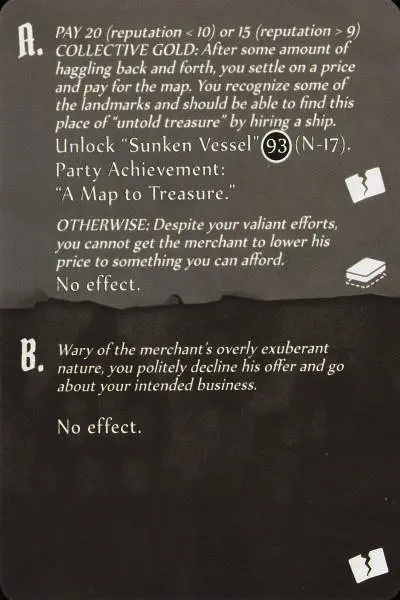 A. PAY 20 (reputation < 10) or 15 (reputation > 9)
COLLECTIVE GOLD: After some amount of
haggling back and forth, you settle on a price
and pay for the map. You recognize some of
the landmarks and should be able to find this
place of “untold treasure” by hiring a ship.
Unlock “Sunken Vessel” 93 (N-17).
Party Achievement:
“A Map to Treasure.”
OTHERWISE: Despite your valiant efforts,
you cannot get the merchant to lower his
price to something you can afford.
No effect.
B. Wary of the merchant’s overly exuberant
nature, you politely decline his offer and go
about your intended business.
No effect.